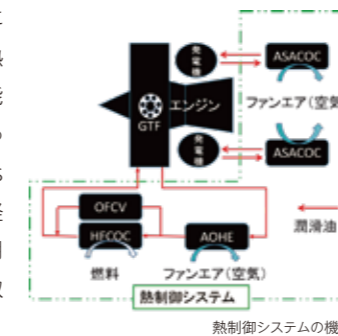 発電機
ASACOC
エンジン
GTF
ファンエア(空気
発電機
ASACOC
OFCV
HFCOC
AOHE
潤滑油
燃料
ファンエア(空気)
熱制御システム
熱制御システムの機